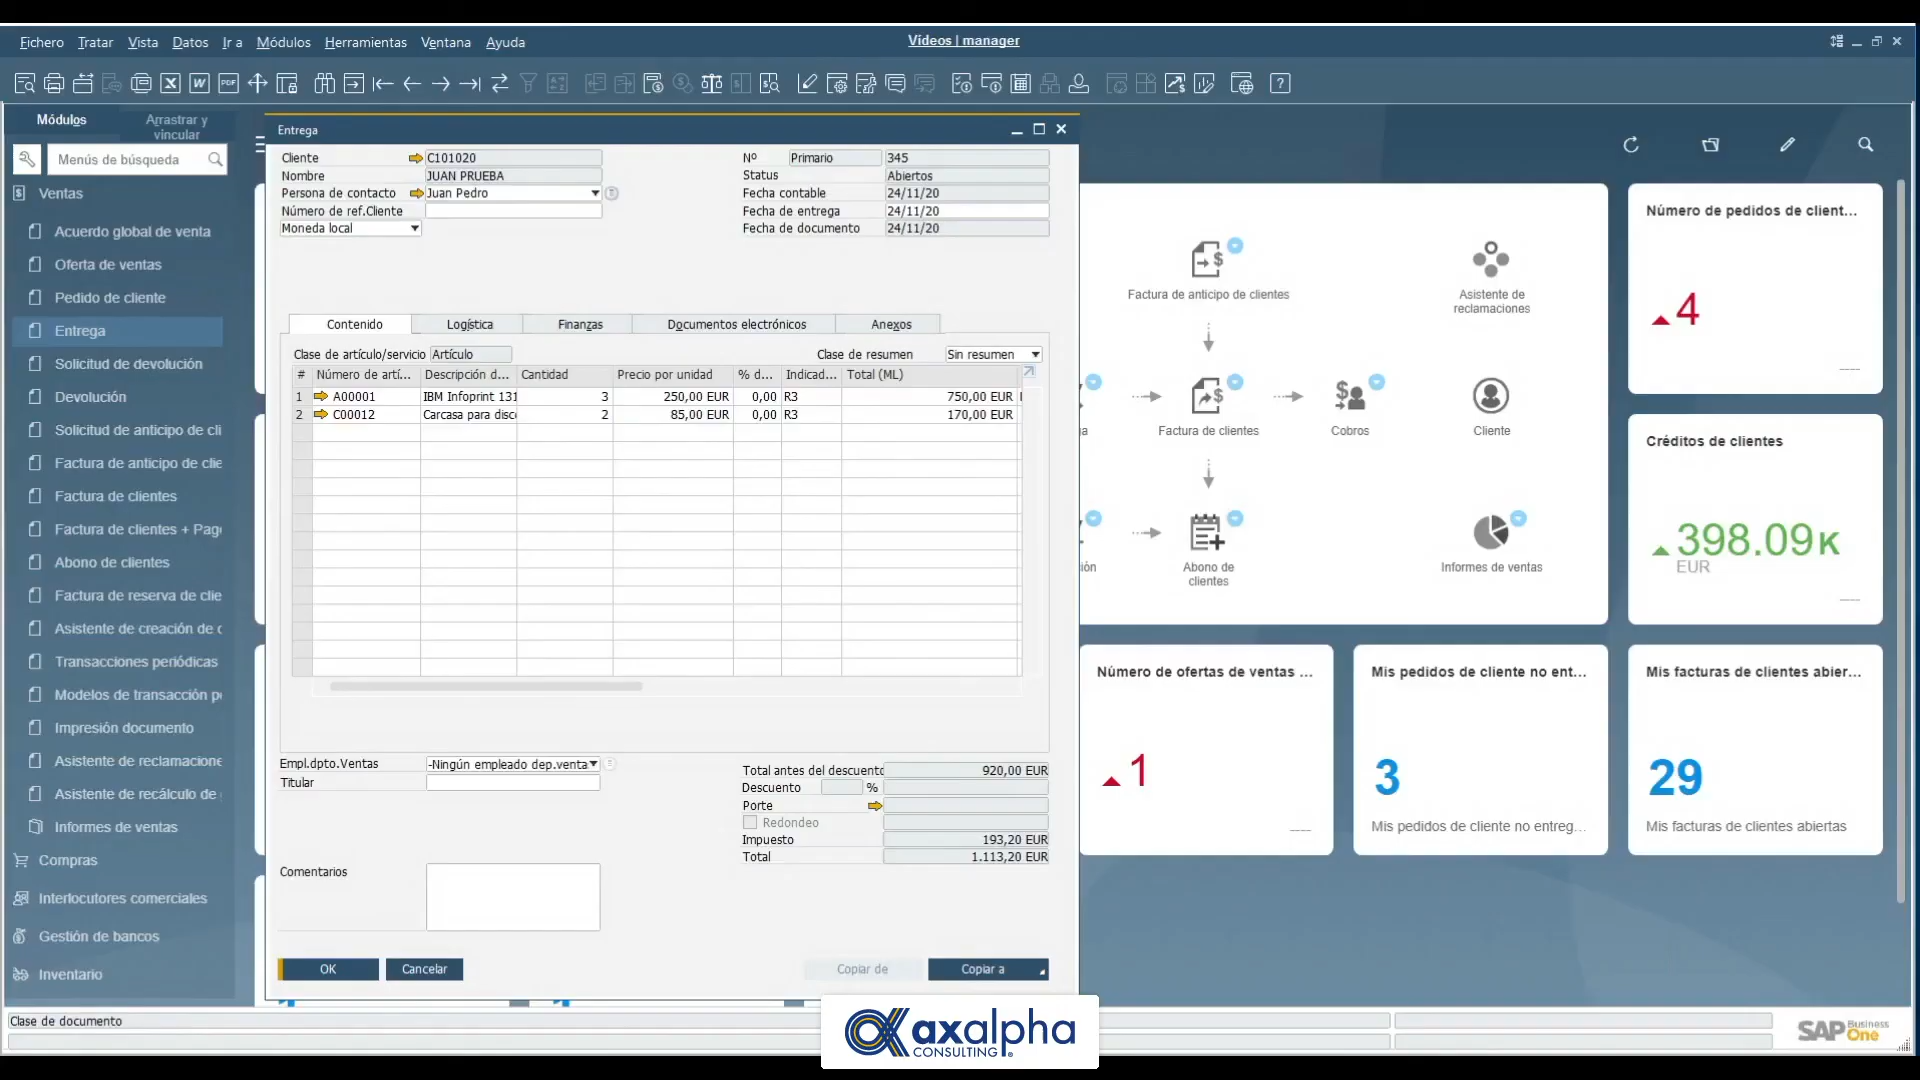 Fichero Tratar Vista Datos Ir a Módulos Herramientas Ventana Ayuda
Vídeos | manager
Módulos
Arrastrar y
vincular
Menús de búsqueda
Ventas
Acuerdo global de venta
Oferta de ventas
Pedido de cliente
Entrega
Solicitud de devolución
Devolución
Solicitud de anticipo de cli
Factura de anticipo de clie
Factura de clientes
Factura de clientes + Pag
Abono de clientes
Factura de reserva de clie
Asistente de creación de
Transacciones periódicas
Modelos de transacción p
Impresión documento
Asistente de reclamacione
Asistente de recálculo de
Informes de ventas
Compras
Interlocutores comerciales
Gestión de bancos
Inventario
Entrega
Cliente C101020
Nombre JUAN PRUEBA
Persona de contacto Juan Pedro
Número de ref.Cliente
Moneda local
Nº Primario 345
Status Abiertos
Fecha contable 24/11/20
Fecha de entrega 24/11/20
Fecha de documento 24/11/20
Contenido Logística Finanzas Documentos electrónicos Anexos
Clase de artículo/servicio Artículo Clase de resumen Sin resumen
# Número de artí... Descripción d... Cantidad Precio por unidad % d... Indicad... Total (ML)
1 A00001 IBM Infoprint 131 3 250,00 EUR 0,00 R3 750,00 EUR
2 C00012 Carcasa para disc 2 85,00 EUR 0,00 R3 170,00 EUR
Empl.dpto.Ventas -Ningún empleado dep.venta
Titular
Total antes del descuento 920,00 EUR
Descuento %
Porte
Redondeo
Impuesto 193,20 EUR
Total 1.113,20 EUR
Comentarios
OK Cancelar Copiar de Copiar a
Factura de anticipo de clientes
Asistente de
reclamaciones
Factura de clientes
Cobros
Cliente
ión
Abono de
clientes
Informes de ventas
Número de pedidos de client...
4
Créditos de clientes
398.09K
EUR
Número de ofertas de ventas ...
1
Mis pedidos de cliente no ent...
3
Mis pedidos de cliente no entreg...
Mis facturas de clientes abier...
29
Mis facturas de clientes abiertas
Clase de documento
axalpha
CONSULTING
SAP Business
One